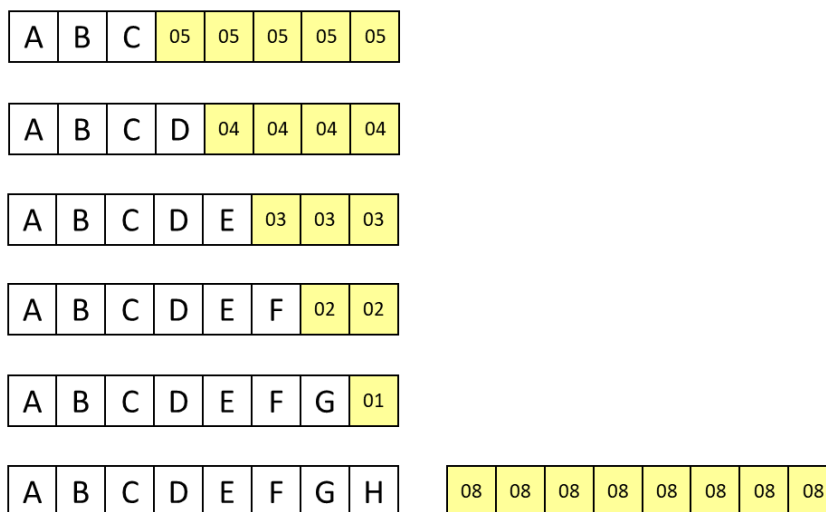 A B C 05 05 05 05 05
A B C D 04 04 04 04
A B C D E 03 03 03
A B C D E F 02 02
A B C D E F G 01
A B C D E F G H 08 08 08 08 08 08 08 08